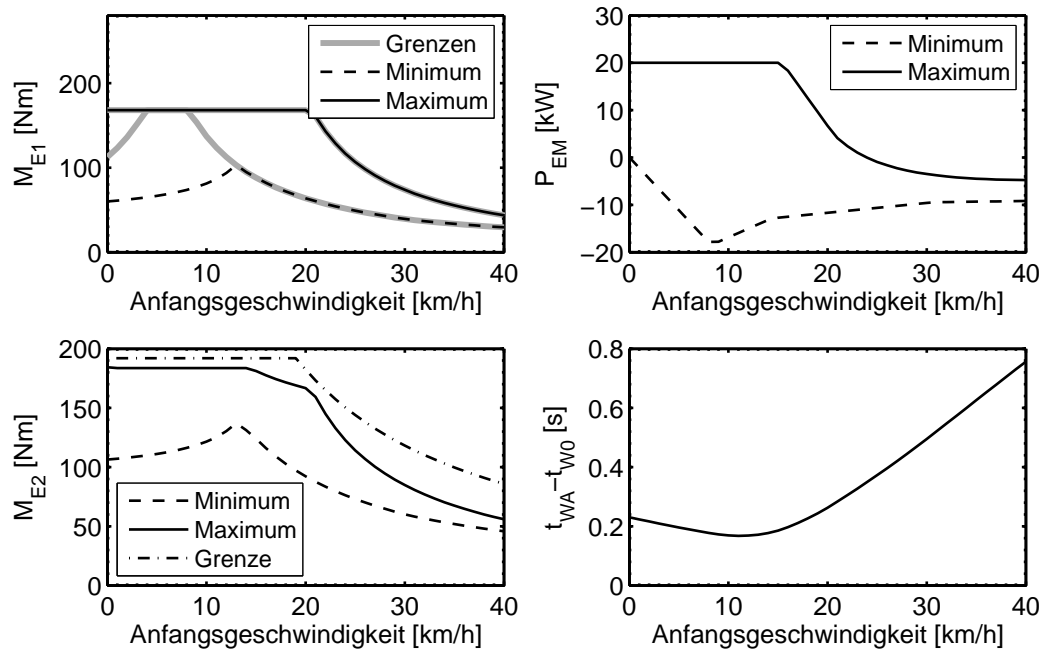 200
100
0
M_E1 [Nm]
Grenzen
Minimum
Maximum
0 10 20 30 40
Anfangsgeschwindigkeit [km/h]
30
20
10
0
−10
−20
P_EM [kW]
Minimum
Maximum
0 10 20 30 40
Anfangsgeschwindigkeit [km/h]
200
150
100
50
0
M_E2 [Nm]
Minimum
Maximum
Grenze
0 10 20 30 40
Anfangsgeschwindigkeit [km/h]
0.8
0.6
0.4
0.2
0
t_WA−t_W0 [s]
0 10 20 30 40
Anfangsgeschwindigkeit [km/h]